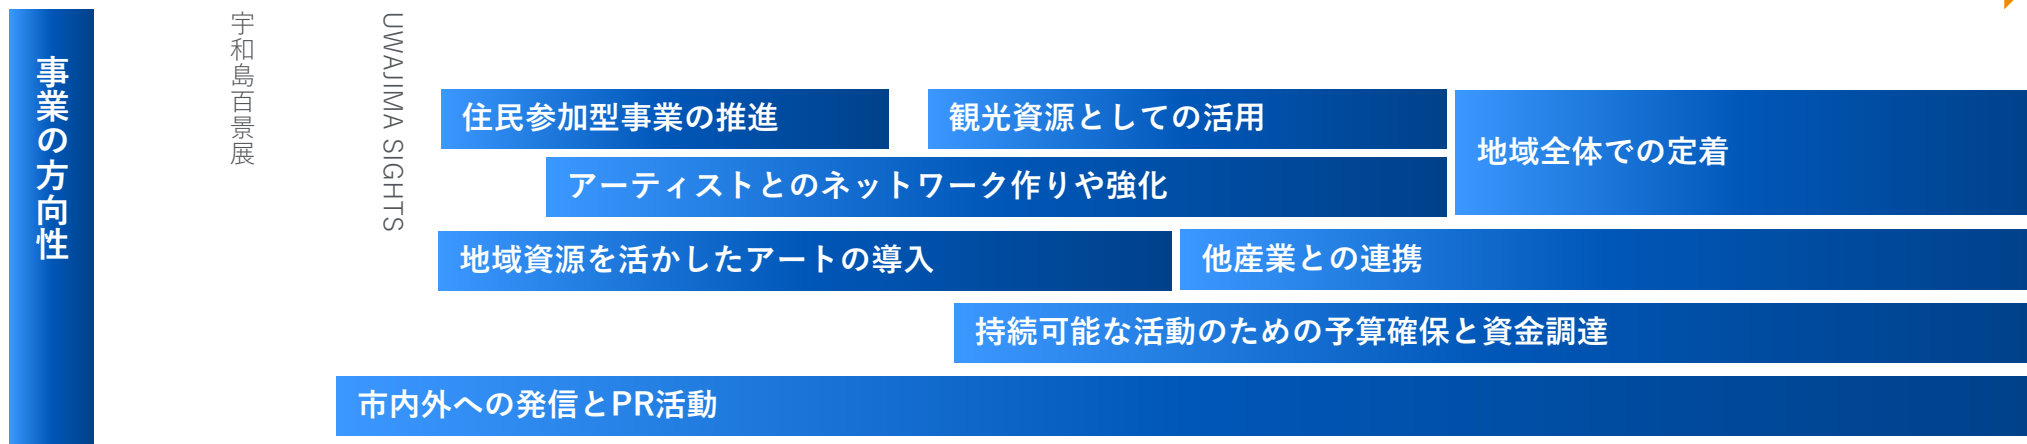 事業の方向性
宇和島百景展
UWAJIMA SIGHTS
住民参加型事業の推進
観光資源としての活用
地域全体での定着
アーティストとのネットワーク作りや強化
地域資源を活かしたアートの導入
他産業との連携
持続可能な活動のための予算確保と資金調達
市内外への発信とPR活動